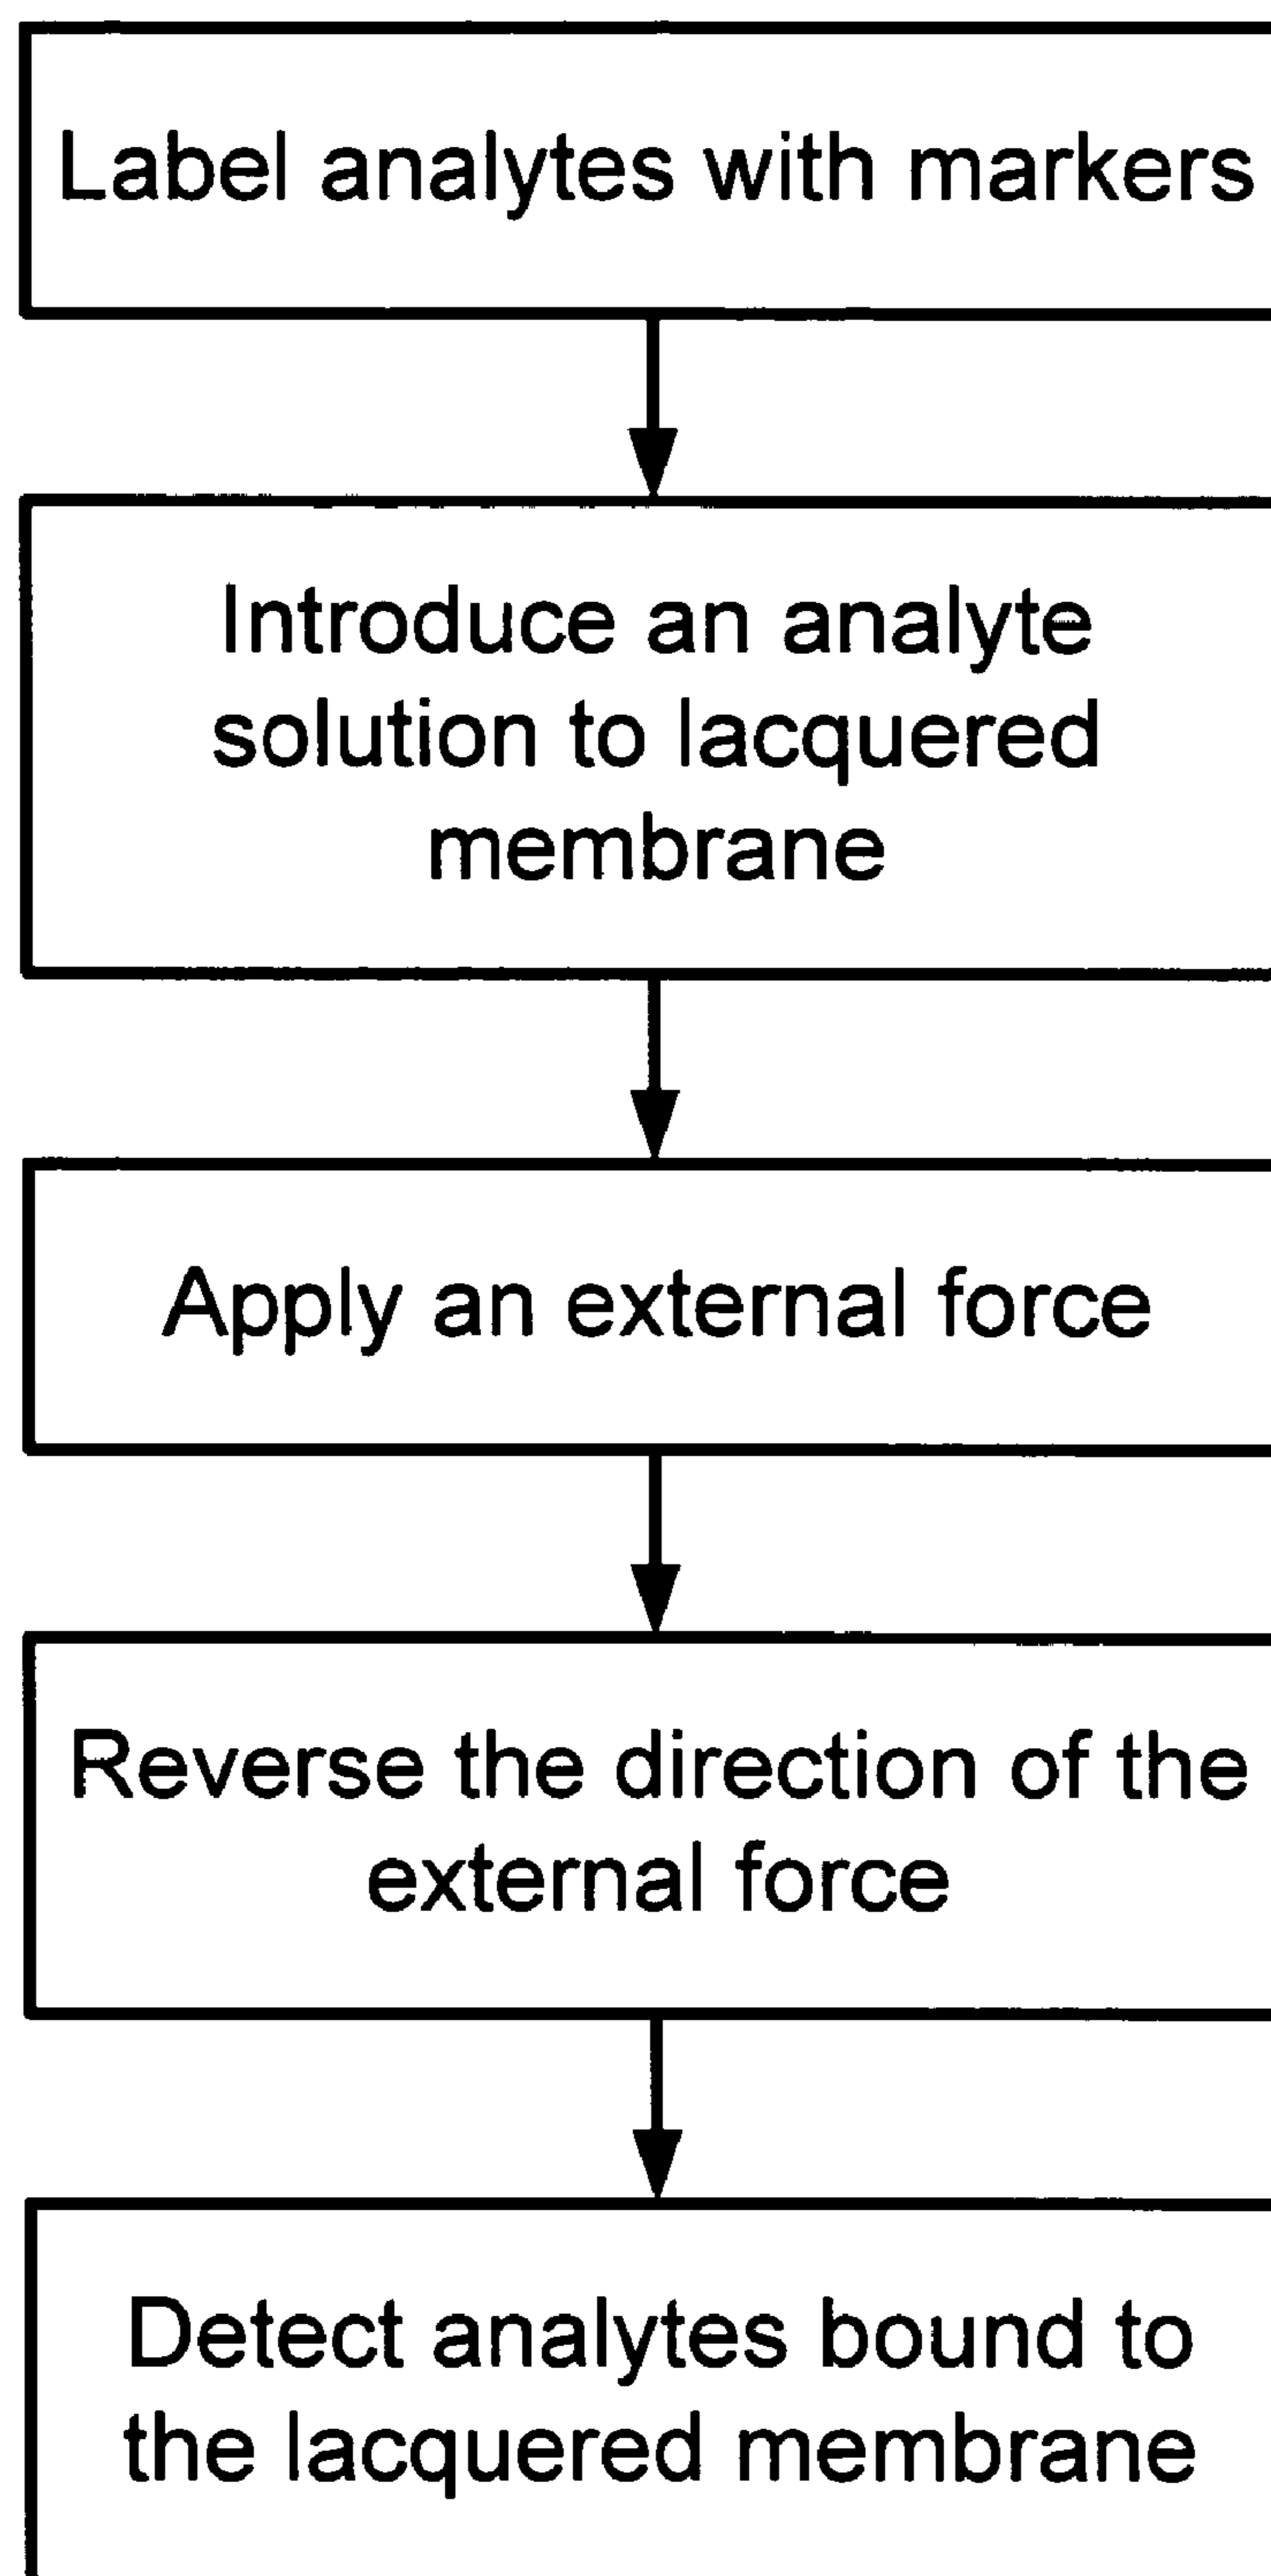 Label analytes with markers
Introduce an analyte
solution to lacquered
membrane
Apply an external force
Reverse the direction of the
external force
Detect analytes bound to
the lacquered membrane